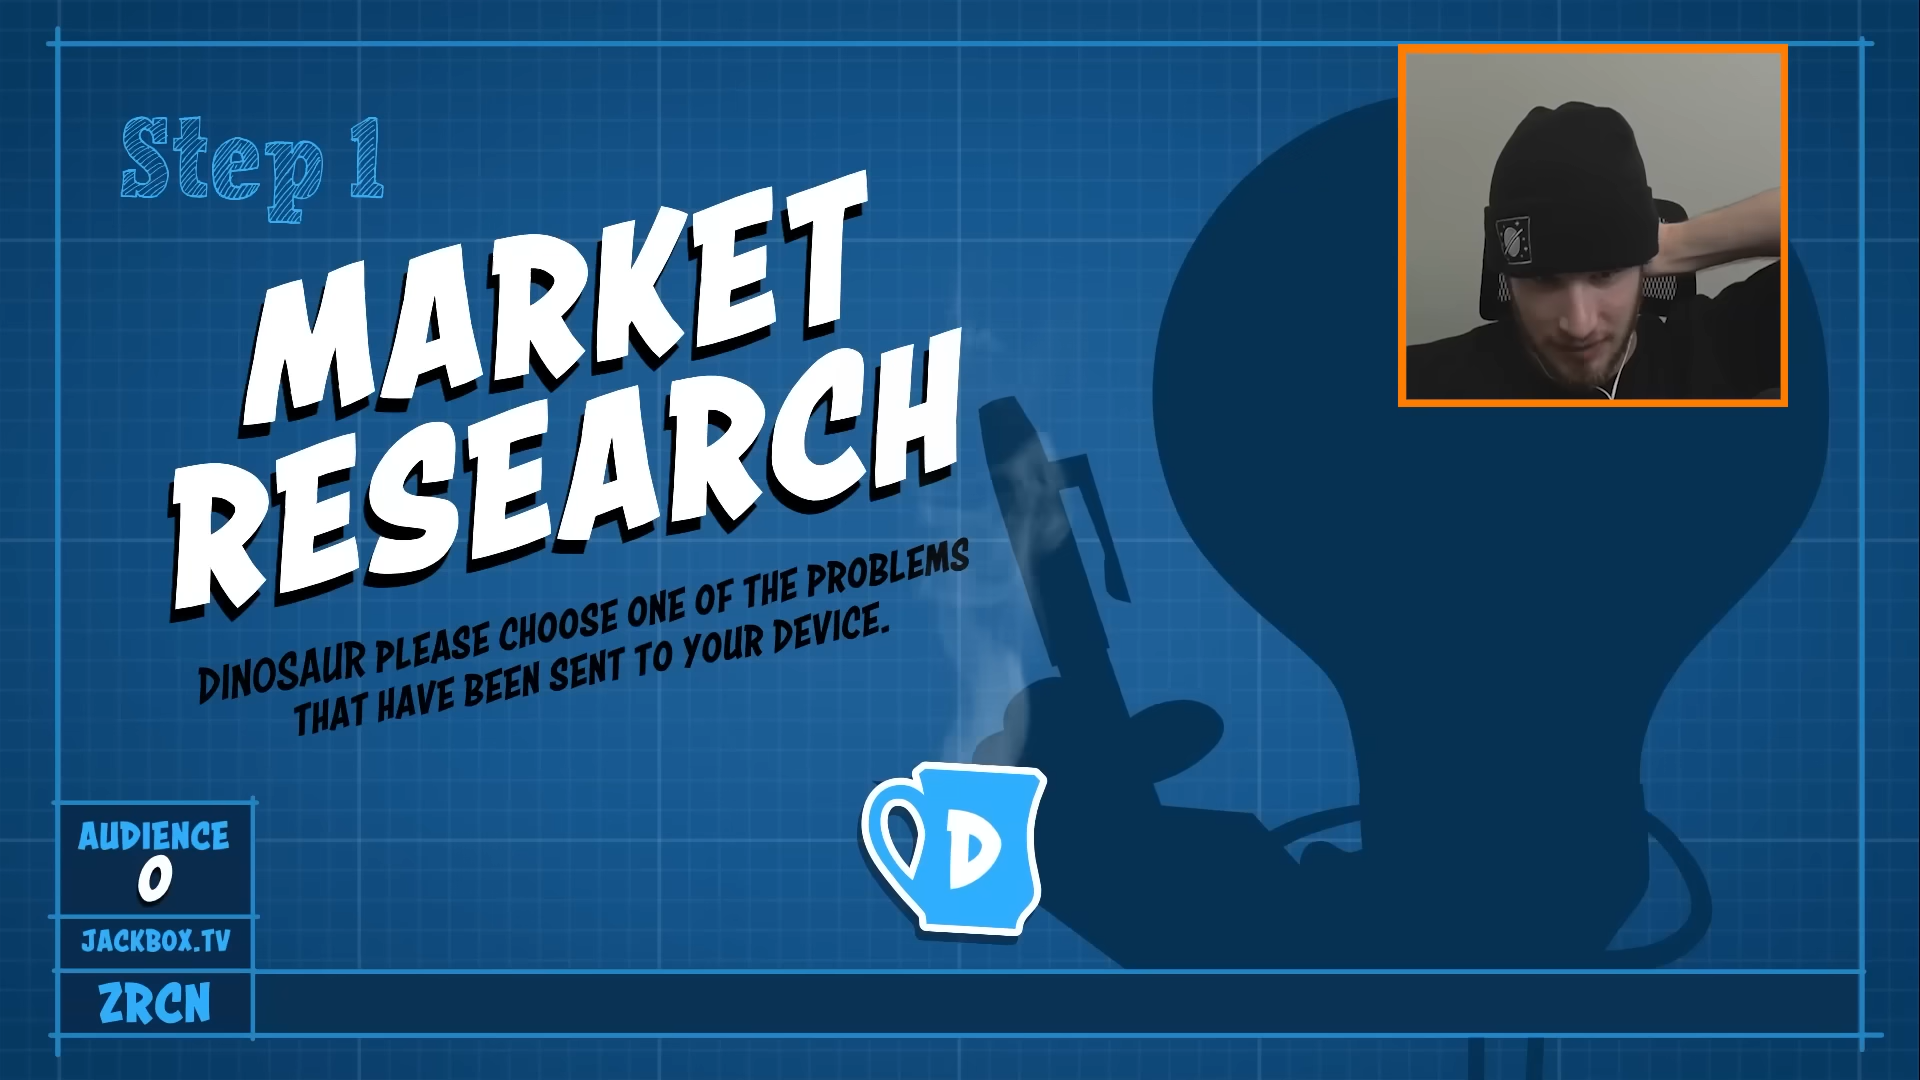 Step 1
MARKET
RESEARCH
DINOSAUR PLEASE CHOOSE ONE OF THE PROBLEMS
THAT HAVE BEEN SENT TO YOUR DEVICE.
D
AUDIENCE
0
JACKBOX.TV
ZRCN